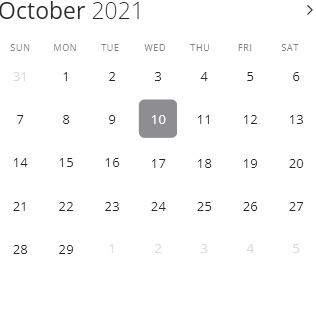 October 2021
SUN MON TUE WED THU FRI SAT
31 1 2 3 4 5 6
7 8 9 10 11 12 13
14 15 16 17 18 19 20
21 22 23 24 25 26 27
28 29 1 2 3 4 5